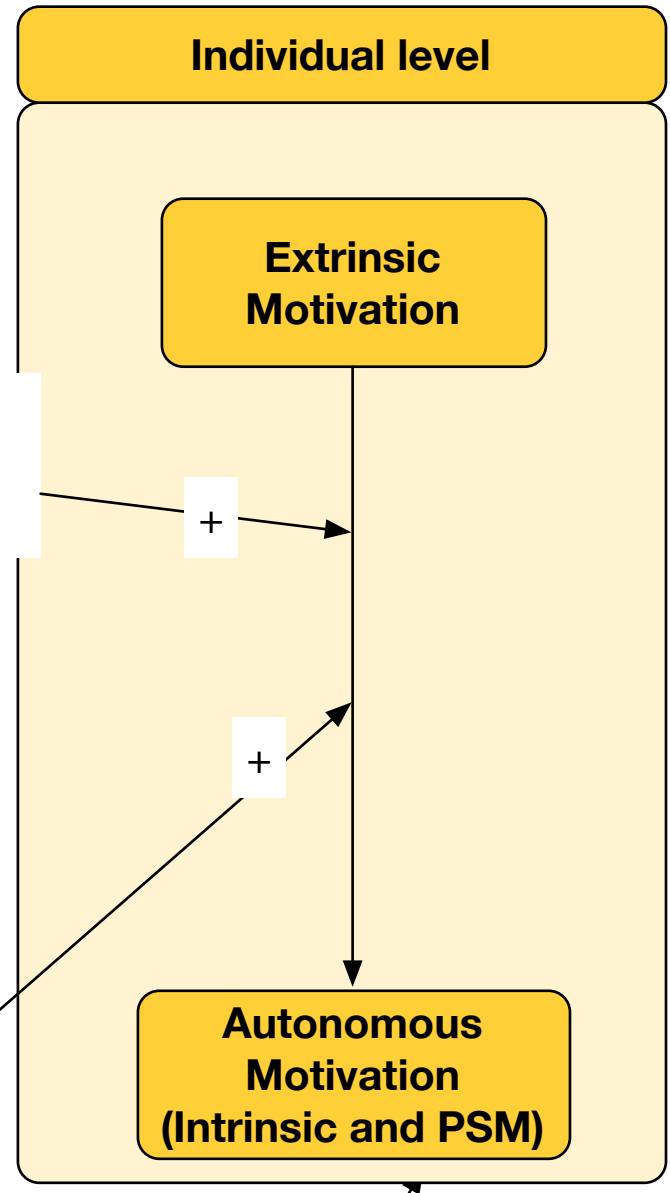 Individual level
Extrinsic
Motivation
+
+
Autonomous
Motivation
(Intrinsic and PSM)